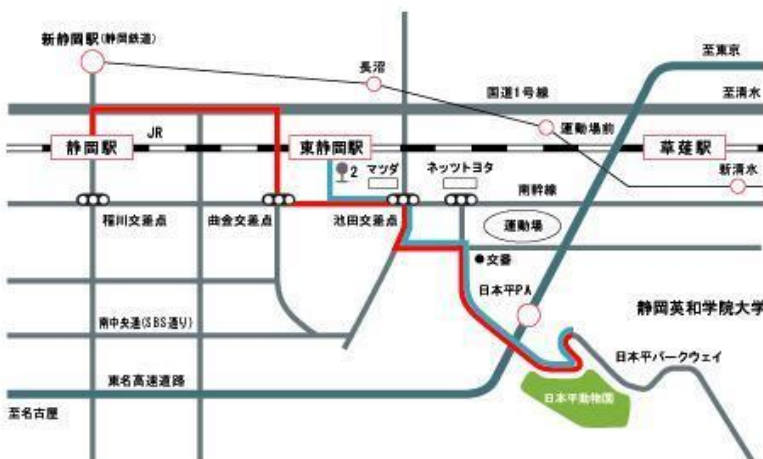 新静岡駅(静岡鉄道)
至東京
長沼
国道1号線
至清水
運動場前
JR
静岡駅
東静岡駅
草薙駅
2
マツダ
ネッツトヨタ
新清水
南幹線
稲川交差点
曲金交差点
池田交差点
運動場
交番
日本平PA
静岡英和学院大学
南中央通(SBS通り)
日本平パークウェイ
東名高速道路
日本平動物園
至名古屋